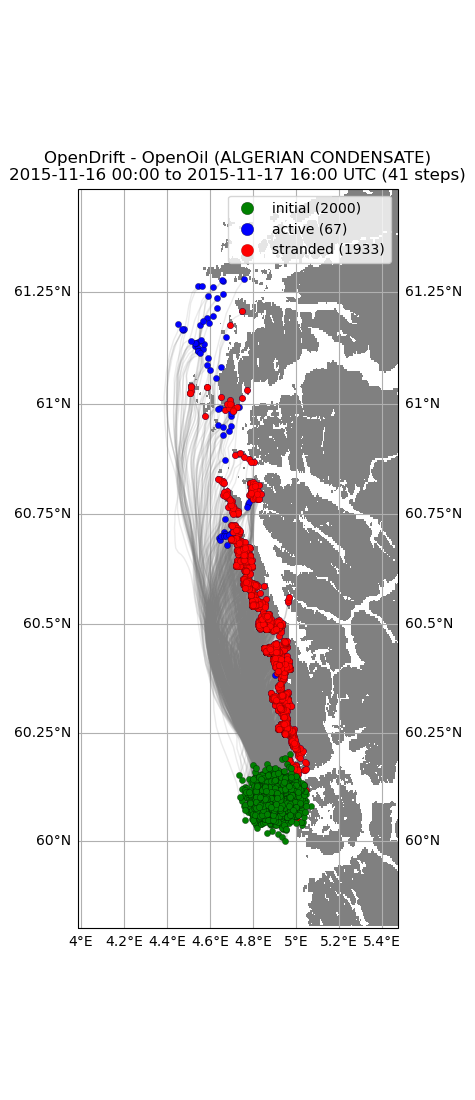 OpenDrift - OpenOil (ALGERIAN CONDENSATE)
2015-11-16 00:00 to 2015-11-17 16:00 UTC (41 steps)
initial (2000)
active (67)
stranded (1933)
61.25°N 61.25°N
61°N 61°N
60.75°N 60.75°N
60.5°N 60.5°N
60.25°N 60.25°N
60°N 60°N
4°E 4.2°E 4.4°E 4.6°E 4.8°E 5°E 5.2°E 5.4°E